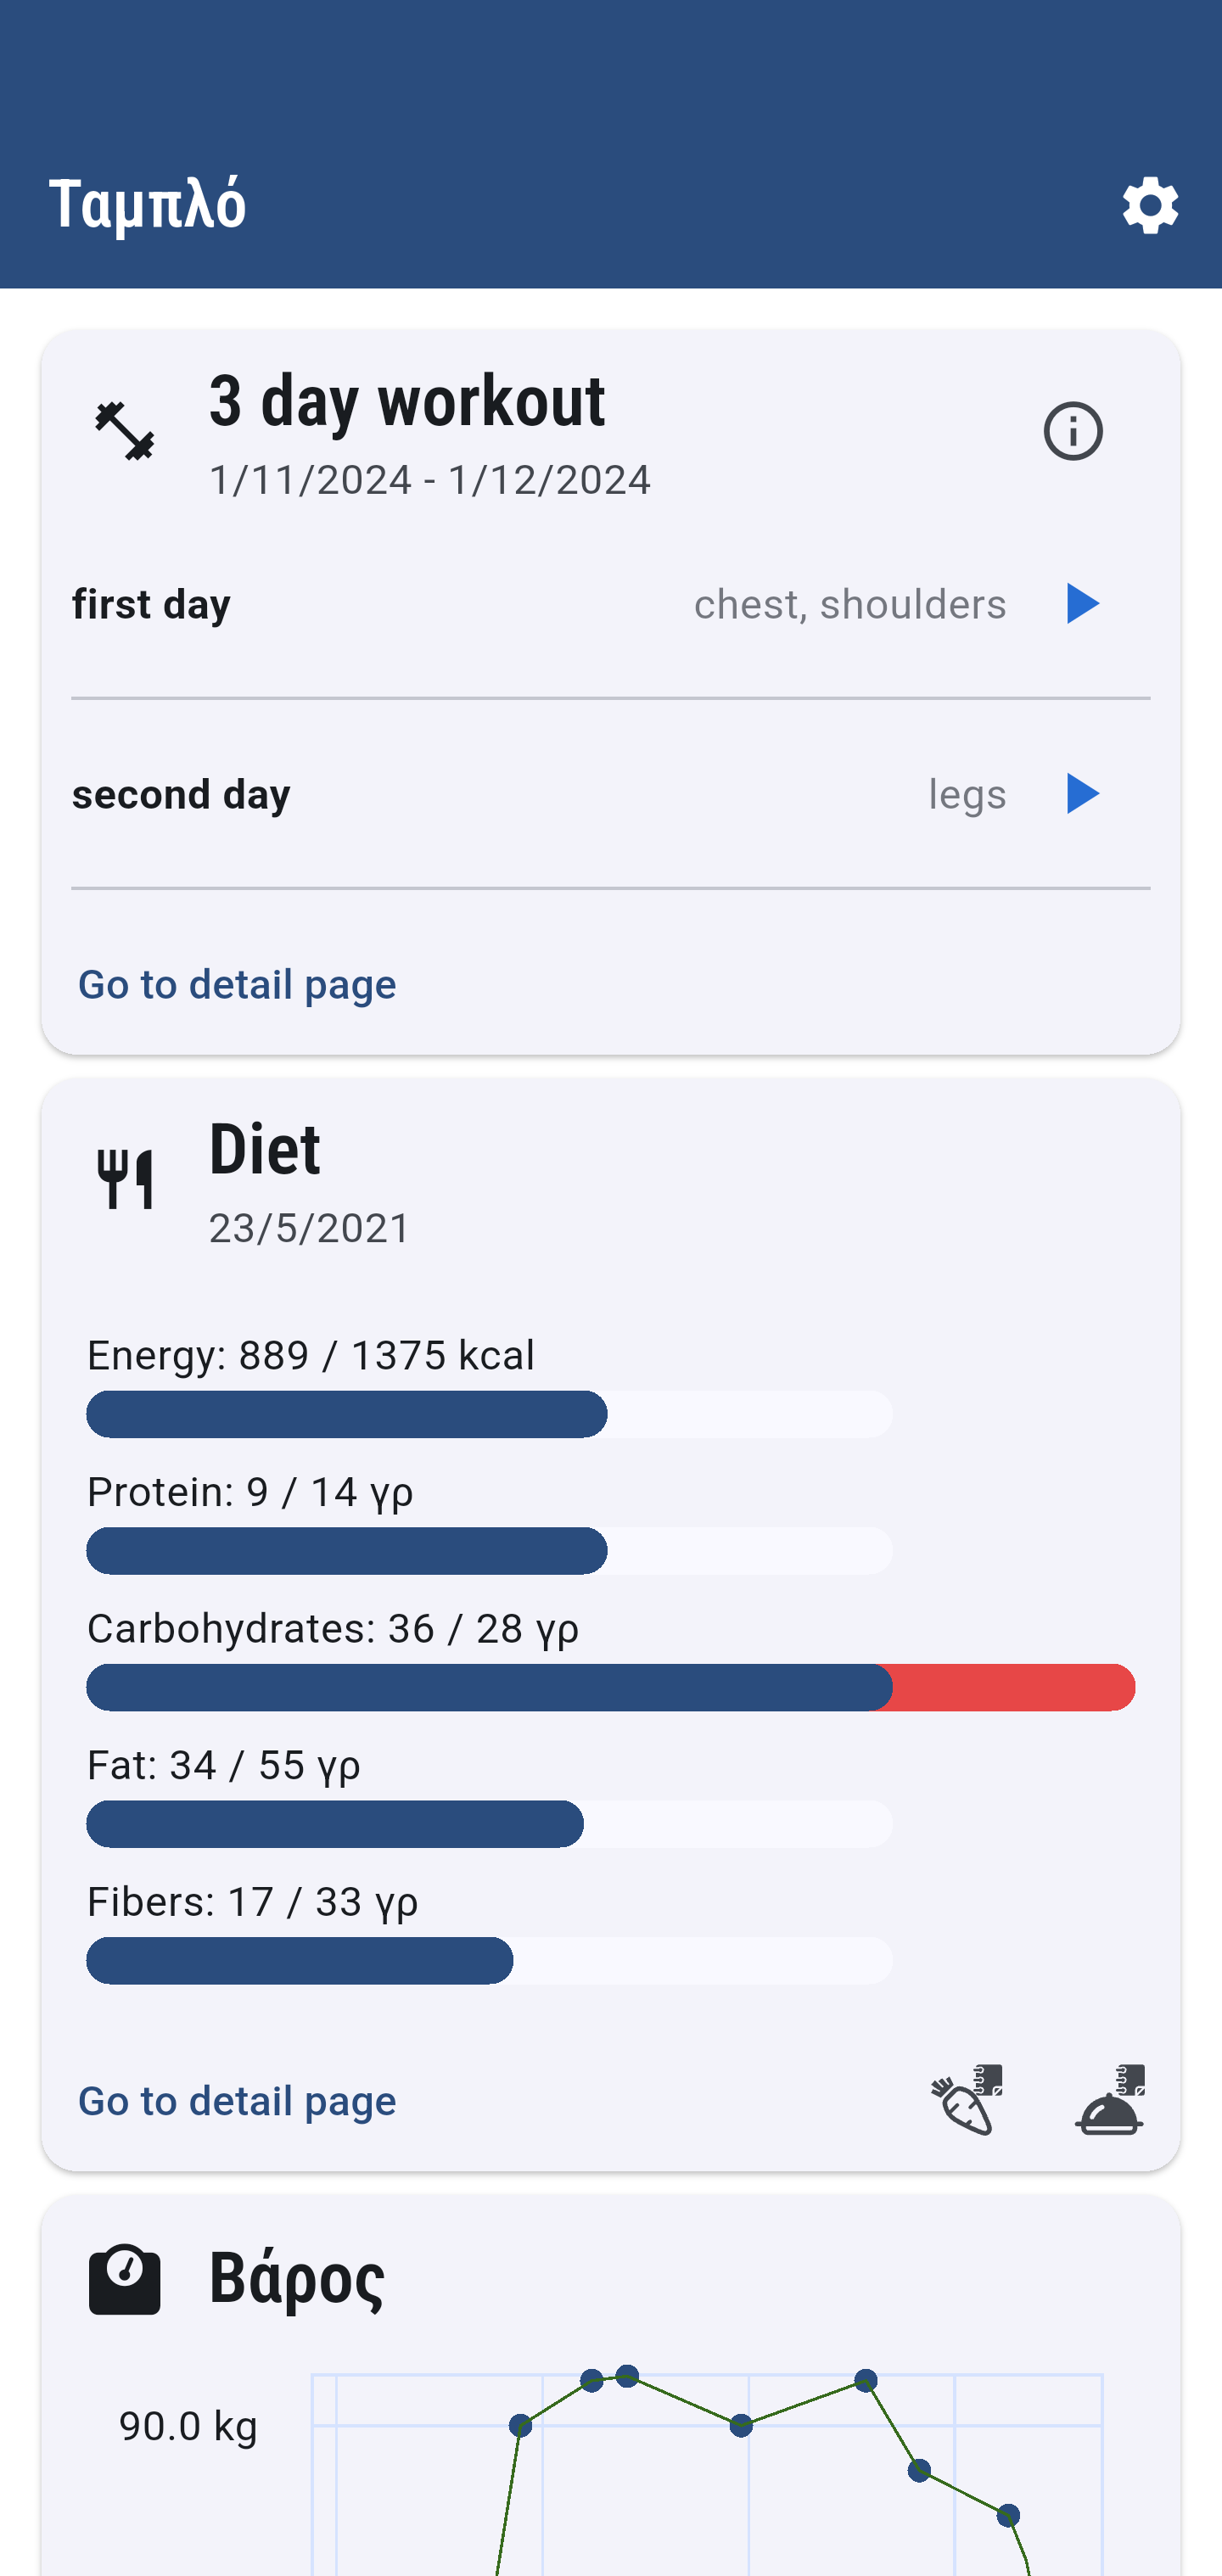 Ταμπλό
3 day workout
1/11/2024 - 1/12/2024
first day chest, shoulders
second day legs
Go to detail page
Diet
23/5/2021
Energy: 889 / 1375 kcal
Protein: 9 / 14 γρ
Carbohydrates: 36 / 28 γρ
Fat: 34 / 55 γρ
Fibers: 17 / 33 γρ
Go to detail page
Βάρος
90.0 kg